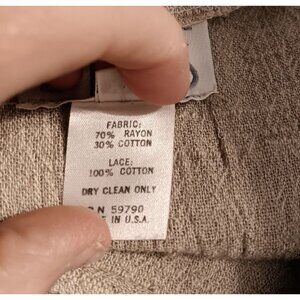 FABRIC:
70% RAYON
30% COTTON
LACE:
100% COTTON
DRY CLEAN ONLY
N 59790
IN U.S.A.